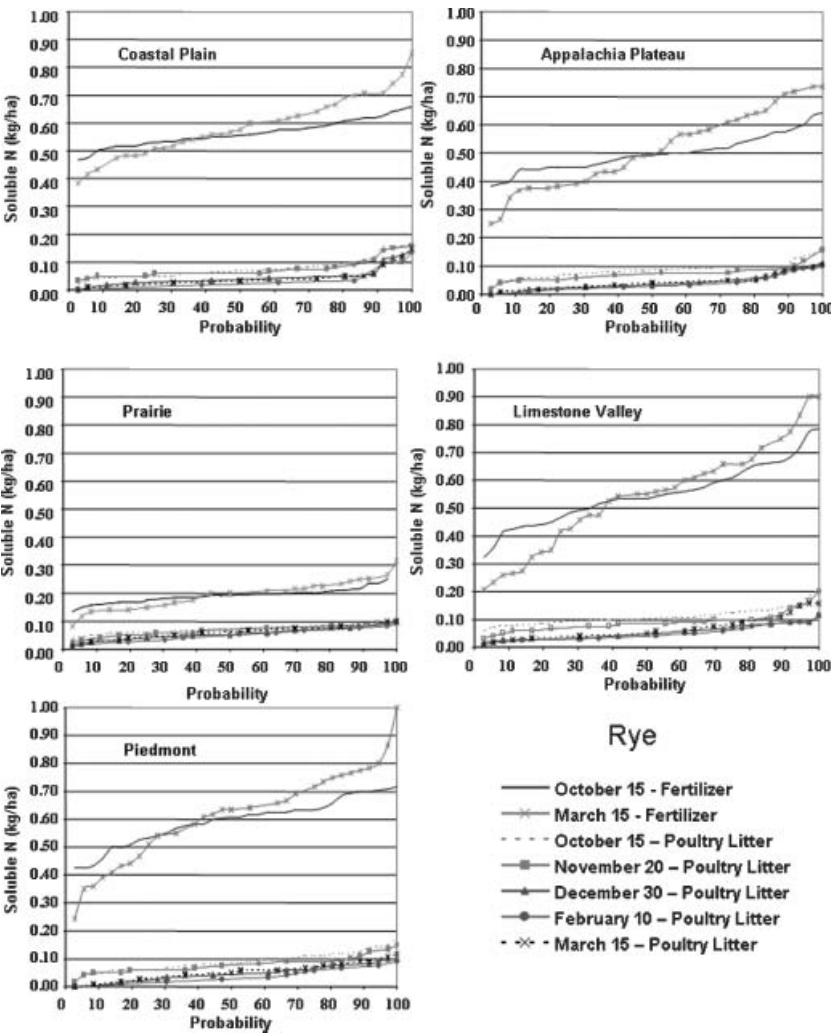 1.00
0.90
0.80
0.70
0.60
0.50
0.40
0.30
0.20
0.10
0.00
Soluble N (kg/ha)
Coastal Plain
0 10 20 30 40 50 60 70 80 90 100
Probability
1.00
0.90
0.80
0.70
0.60
0.50
0.40
0.30
0.20
0.10
0.00
Soluble N (kg/ha)
Appalachia Plateau
0 10 20 30 40 50 60 70 80 90 100
Probability
1.00
0.90
0.80
0.70
0.60
0.50
0.40
0.30
0.20
0.10
0.00
Soluble N (kg/ha)
Prairie
0 10 20 30 40 50 60 70 80 90 100
Probability
1.00
0.90
0.80
0.70
0.60
0.50
0.40
0.30
0.20
0.10
0.00
Soluble N (kg/ha)
Limestone Valley
0 10 20 30 40 50 60 70 80 90 100
Probability
1.00
0.90
0.80
0.70
0.60
0.50
0.40
0.30
0.20
0.10
0.00
Soluble N (kg/ha)
Piedmont
0 10 20 30 40 50 60 70 80 90 100
Probability
Rye
October 15 - Fertilizer
March 15 - Fertilizer
October 15 – Poultry Litter
November 20 – Poultry Litter
December 30 – Poultry Litter
February 10 – Poultry Litter
March 15 – Poultry Litter